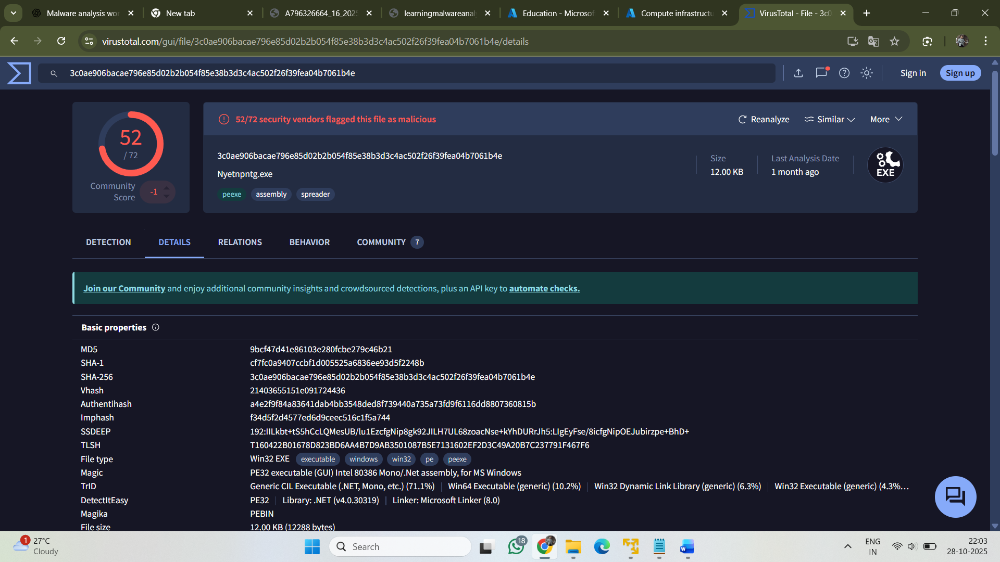 Malware analysis wor
New tab
A796326664_16_202
learningmalwareanal
Education - Microsof
Compute infrastructu
VirusTotal - File - 3c0
virustotal.com/gui/file/3c0ae906bacae796e85d02b2b054f85e38b3d3c4ac502f26f39fea04b7061b4e/details
3c0ae906bacae796e85d02b2b054f85e38b3d3c4ac502f26f39fea04b7061b4e
Sign in
Sign up
52
/ 72
Community
Score
-1
52/72 security vendors flagged this file as malicious
Reanalyze
Similar
More
3c0ae906bacae796e85d02b2b054f85e38b3d3c4ac502f26f39fea04b7061b4e
Nyetnpntg.exe
peexe
assembly
spreader
Size
12.00 KB
Last Analysis Date
1 month ago
EXE
DETECTION
DETAILS
RELATIONS
BEHAVIOR
COMMUNITY 7
Join our Community and enjoy additional community insights and crowdsourced detections, plus an API key to automate checks.
Basic properties
MD5 9bcf47d41e86103e280fcbe279c46b21
SHA-1 cf7fc0a9407ccbf1d005525a6836ee93d5f2248b
SHA-256 3c0ae906bacae796e85d02b2b054f85e38b3d3c4ac502f26f39fea04b7061b4e
Vhash 21403655151e091724436
Authentihash a4e2f9f84a83641dab4bb3548ded8f739440a735a73fd9f6116dd8807360815b
Imphash f34d5f2d4577ed6d9ceec516c1f5a744
SSDEEP 192:IILkbt+tS5hCcLQMesUB/lu1EzcfgNip8gk92JILH7UL68zoacNse+kYhDURrJh5:LIgEyFse/8icfgNipOEJubirzpe+BhD+
TLSH T160422B01678D823BD6AA4B7D9AB3501087B5E7131602EF2D3C49A20B7C237791F467F6
File type Win32 EXE executable windows win32 pe peexe
Magic PE32 executable (GUI) Intel 80386 Mono/.Net assembly, for MS Windows
TrID Generic CIL Executable (.NET, Mono, etc.) (71.1%) Win64 Executable (generic) (10.2%) Win32 Dynamic Link Library (generic) (6.3%) Win32 Executable (generic) (4.3%…
DetectItEasy PE32 Library: .NET (v4.0.30319) Linker: Microsoft Linker (8.0)
Magika PEBIN
File size 12.00 KB (12288 bytes)
1
27°C
Cloudy
Search
18
ENG
IN
22:03
28-10-2025